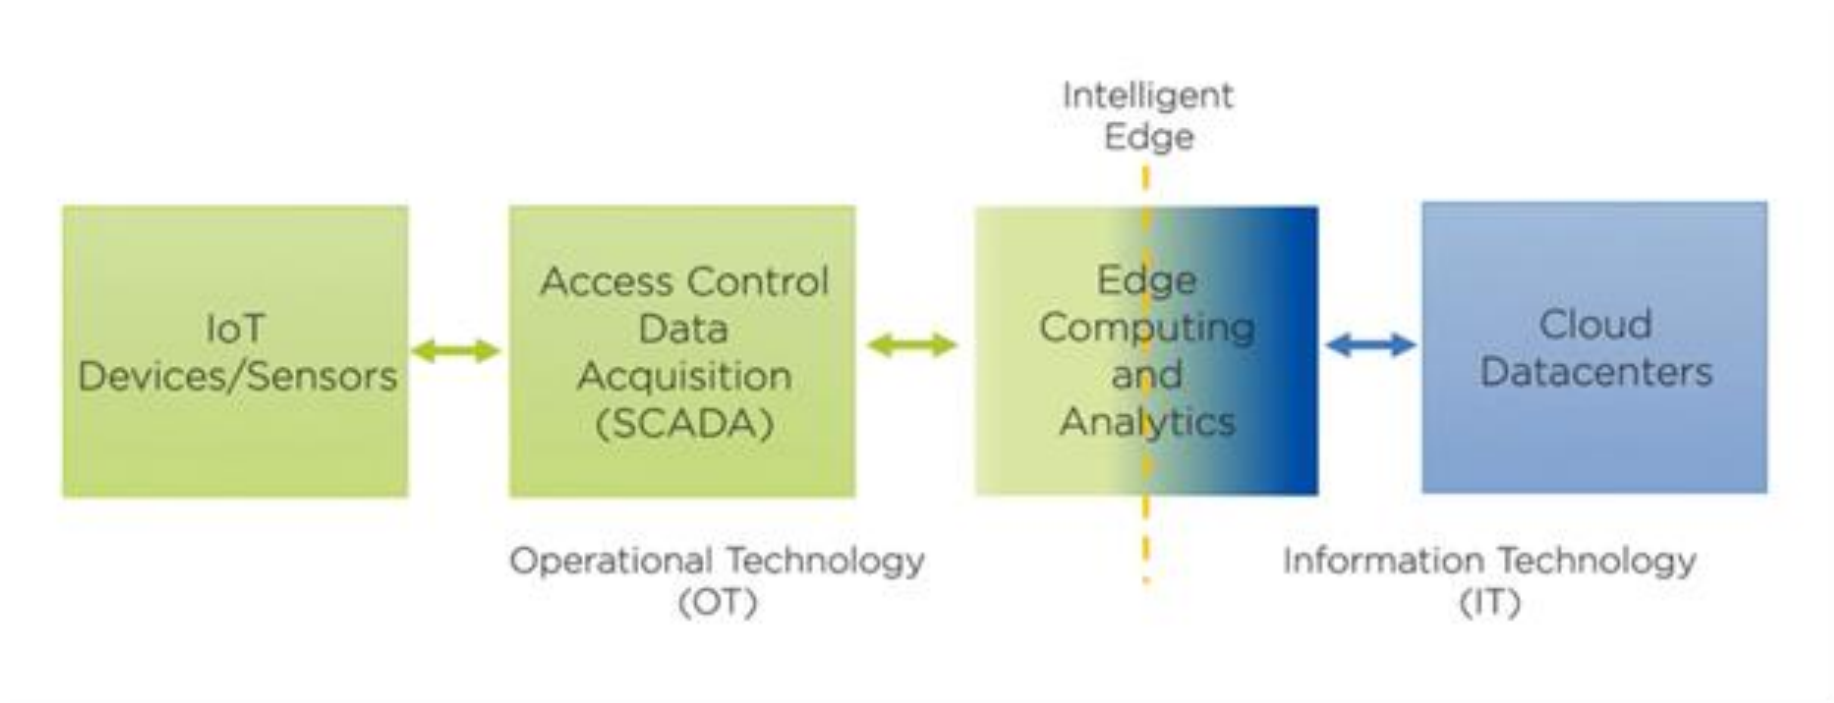 Intelligent
Edge
IoT
Devices/Sensors
Access Control
Data
Acquisition
(SCADA)
Edge
Computing
and
Analytics
Cloud
Datacenters
Operational Technology
(OT)
Information Technology
(IT)